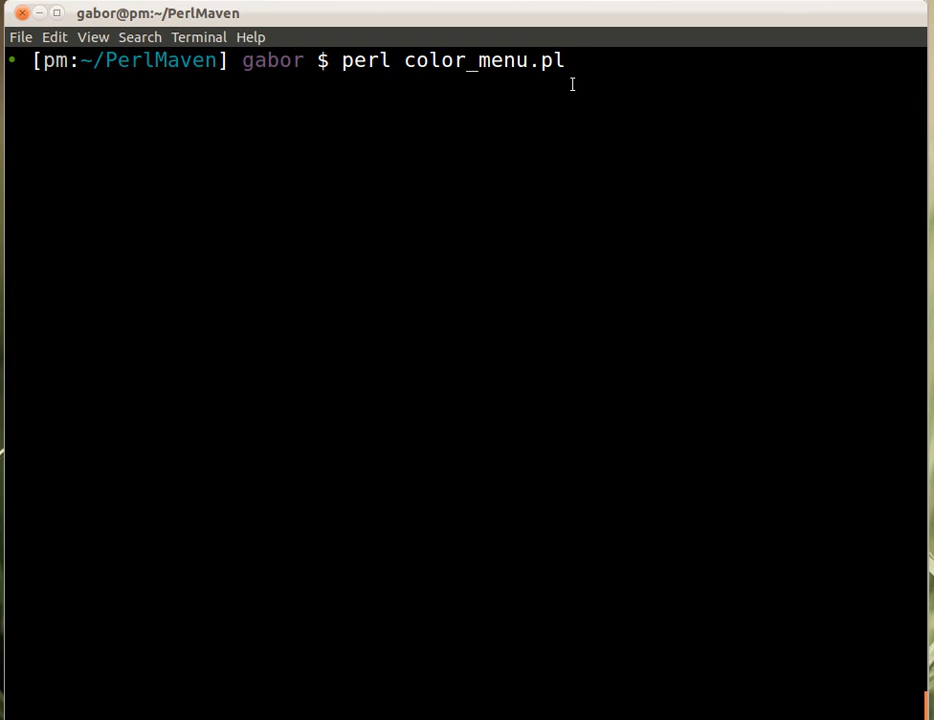 gabor@pm:~/PerlMaven
File Edit View Search Terminal Help
[pm:~/PerlMaven] gabor $ perl color_menu.pl